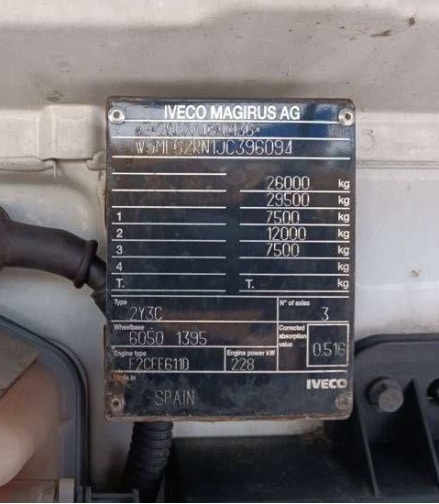 IVECO MAGIRUS AG
26000 kg
29500 kg
1 7500 kg
2 12000 kg
3 7500 kg
4 kg
T. T. kg
Type N° of axles
2Y3C 3
Wheelbase Corrected absorption value
6050 1395 0.516
Engine type Engine power kW
F2CFE611D 228
in IVECO
SPAIN